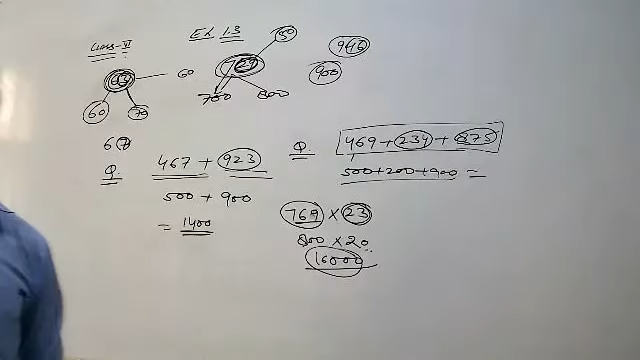 Class - VI
Ex 1.3
50
946
900
60
729
60
70
700
800
67
Q.
467 + 923
500 + 900
= 1400
Q.
469 + 234 + 875
500+200+900 =
769 × 23
800 × 20
16000